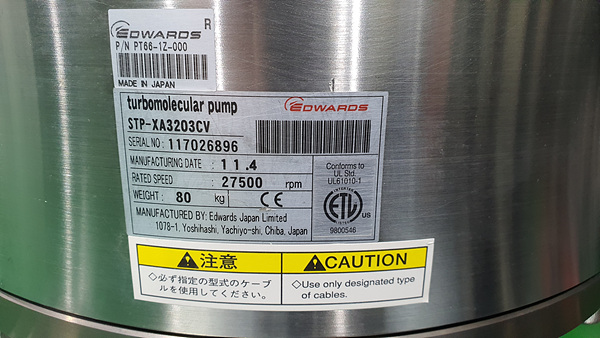 EDWARDS R
P/N PT66-1Z-000
MADE IN JAPAN
turbomolecular pump EDWARDS
STP-XA3203CV
SERIAL NO: 117026896
MANUFACTURING DATE : 1 1 . 4
RATED SPEED : 27500 rpm
WEIGHT: 80 kg CE
MANUFACTURED BY: Edwards Japan Limited
1078-1, Yoshihashi, Yachiyo-shi, Chiba, Japan
Conforms to
UL Std.
UL61010-1
INTERTEK
ETL US
9800546
注意
◇必ず指定の型式のケーブ
ルを使用してください。
CAUTION
◇Use only designated type
of cables.